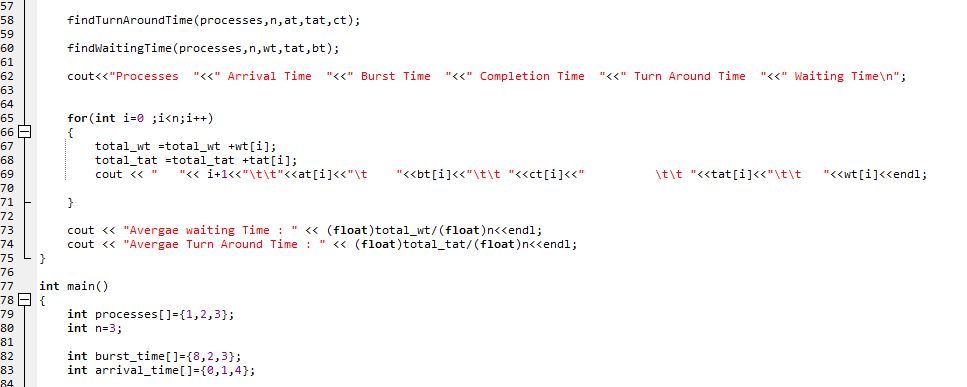 57
58 findTurnAroundTime(processes,n,at,tat,ct);
59
60 findWaitingTime(processes,n,wt,tat,bt);
61
62 cout<<"Processes  "<<" Arrival Time  "<<" Burst Time  "<<" Completion Time  "<<" Turn Around Time  "<<" Waiting Time\n";
63
64
65 for(int i=0 ;i<n;i++)
66 {
67 total_wt =total_wt +wt[i];
68 total_tat =total_tat +tat[i];
69 cout << "   "<< i+1<<"\t\t"<<at[i]<<"\t    "<<bt[i]<<"\t\t "<<ct[i]<<"          \t\t "<<tat[i]<<"\t\t   "<<wt[i]<<endl;
70
71 }
72
73 cout << "Avergae waiting Time : " << (float)total_wt/(float)n<<endl;
74 cout << "Avergae Turn Around Time : " << (float)total_tat/(float)n<<endl;
75 }
76
77 int main()
78 {
79 int processes[]={1,2,3};
80 int n=3;
81
82 int burst_time[]={8,2,3};
83 int arrival_time[]={0,1,4};
84